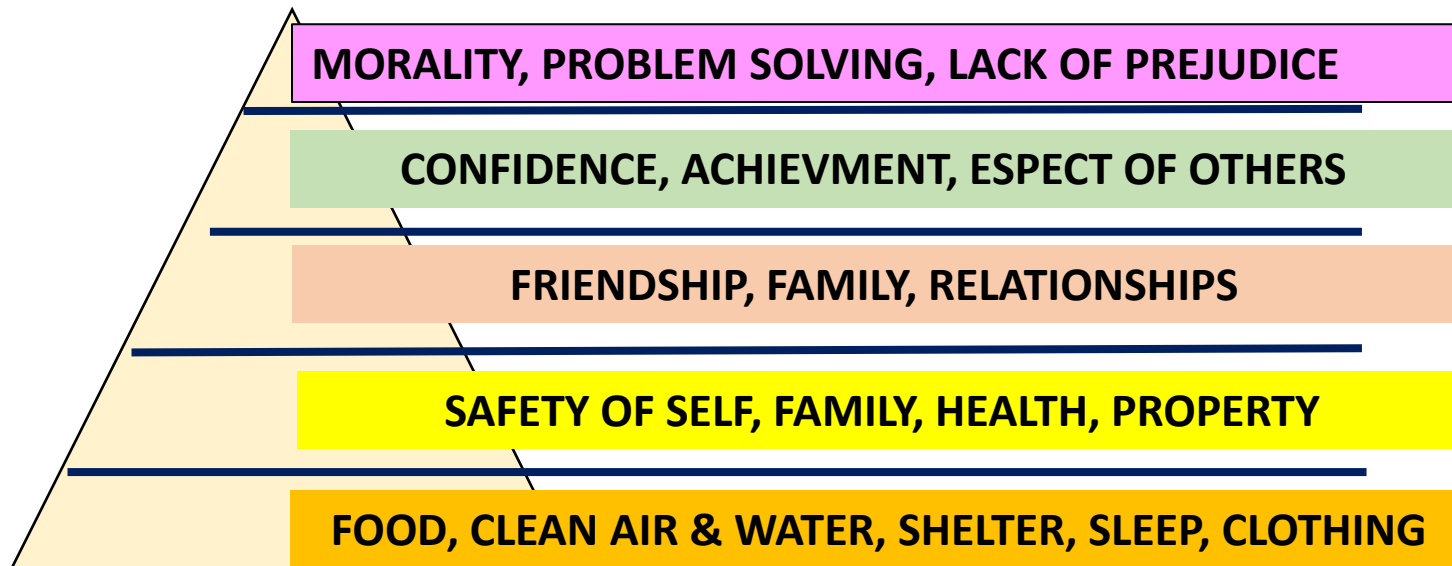 MORALITY, PROBLEM SOLVING, LACK OF PREJUDICE
CONFIDENCE, ACHIEVMENT, ESPECT OF OTHERS
FRIENDSHIP, FAMILY, RELATIONSHIPS
SAFETY OF SELF, FAMILY, HEALTH, PROPERTY
FOOD, CLEAN AIR & WATER, SHELTER, SLEEP, CLOTHING